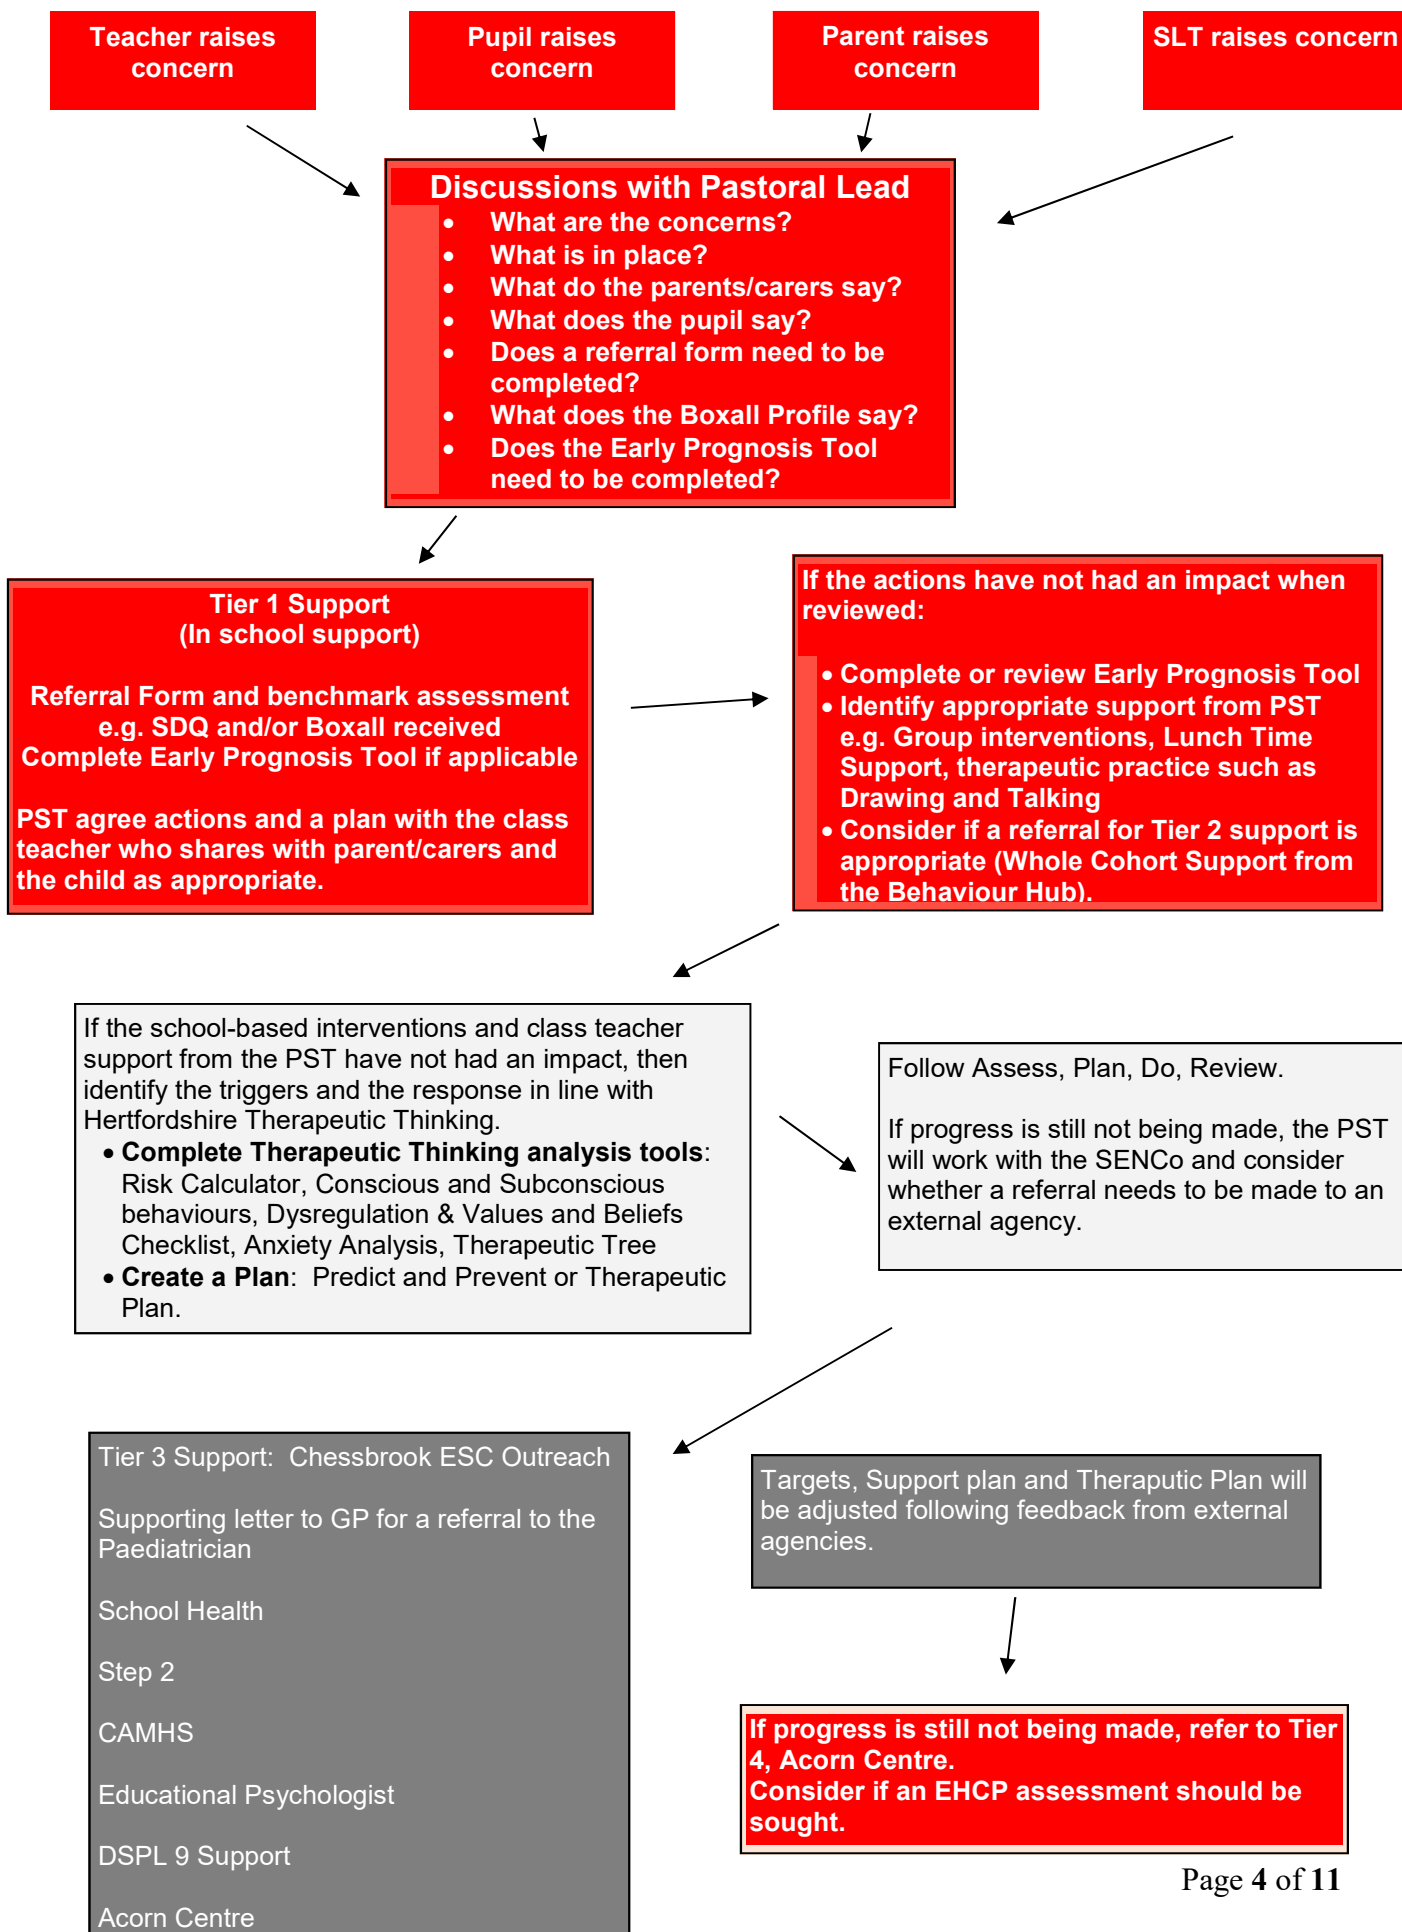 Teacher raises
concern
Pupil raises
concern
Parent raises
concern
SLT raises concern
Discussions with Pastoral Lead
• What are the concerns?
• What is in place?
• What do the parents/carers say?
• What does the pupil say?
• Does a referral form need to be
completed?
• What does the Boxall Profile say?
• Does the Early Prognosis Tool
need to be completed?
Tier 1 Support
(In school support)
Referral Form and benchmark assessment
e.g. SDQ and/or Boxall received
Complete Early Prognosis Tool if applicable
PST agree actions and a plan with the class
teacher who shares with parent/carers and
the child as appropriate.
If the actions have not had an impact when
reviewed:
• Complete or review Early Prognosis Tool
• Identify appropriate support from PST
e.g. Group interventions, Lunch Time
Support, therapeutic practice such as
Drawing and Talking
• Consider if a referral for Tier 2 support is
appropriate (Whole Cohort Support from
the Behaviour Hub).
If the school-based interventions and class teacher
support from the PST have not had an impact, then
identify the triggers and the response in line with
Hertfordshire Therapeutic Thinking.
• Complete Therapeutic Thinking analysis tools:
Risk Calculator, Conscious and Subconscious
behaviours, Dysregulation & Values and Beliefs
Checklist, Anxiety Analysis, Therapeutic Tree
• Create a Plan: Predict and Prevent or Therapeutic
Plan.
Follow Assess, Plan, Do, Review.
If progress is still not being made, the PST
will work with the SENCo and consider
whether a referral needs to be made to an
external agency.
Tier 3 Support: Chessbrook ESC Outreach
Supporting letter to GP for a referral to the
Paediatrician
School Health
Step 2
CAMHS
Educational Psychologist
DSPL 9 Support
Acorn Centre
Targets, Support plan and Theraputic Plan will
be adjusted following feedback from external
agencies.
If progress is still not being made, refer to Tier
4, Acorn Centre.
Consider if an EHCP assessment should be
sought.
Page 4 of 11